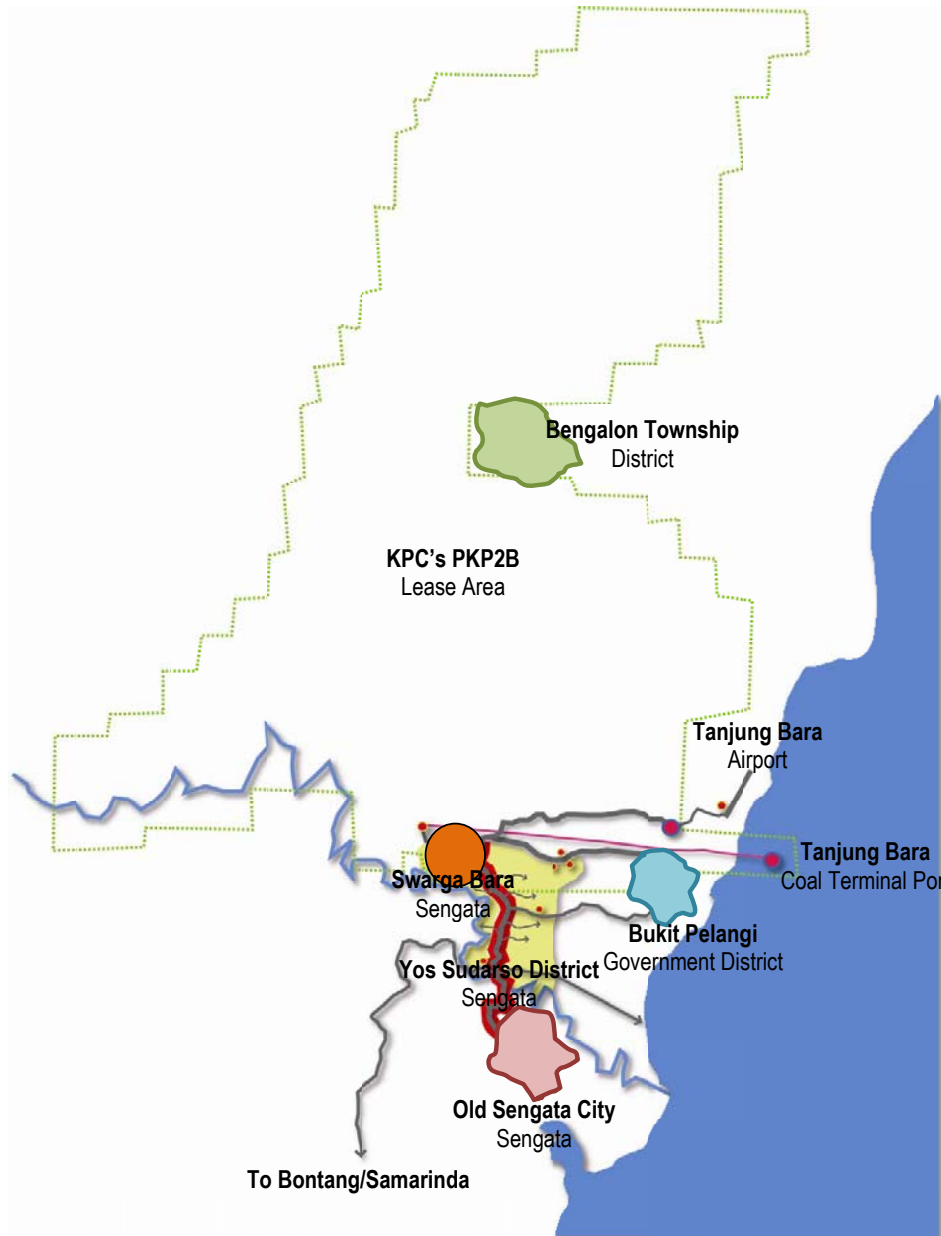 Bengalon Township
District
KPC's PKP2B
Lease Area
Tanjung Bara
Airport
Tanjung Bara
Coal Terminal Por
Swarga Bara
Sengata
Bukit Pelangi
Government District
Yos Sudarso District
Sengata
Old Sengata City
Sengata
To Bontang/Samarinda